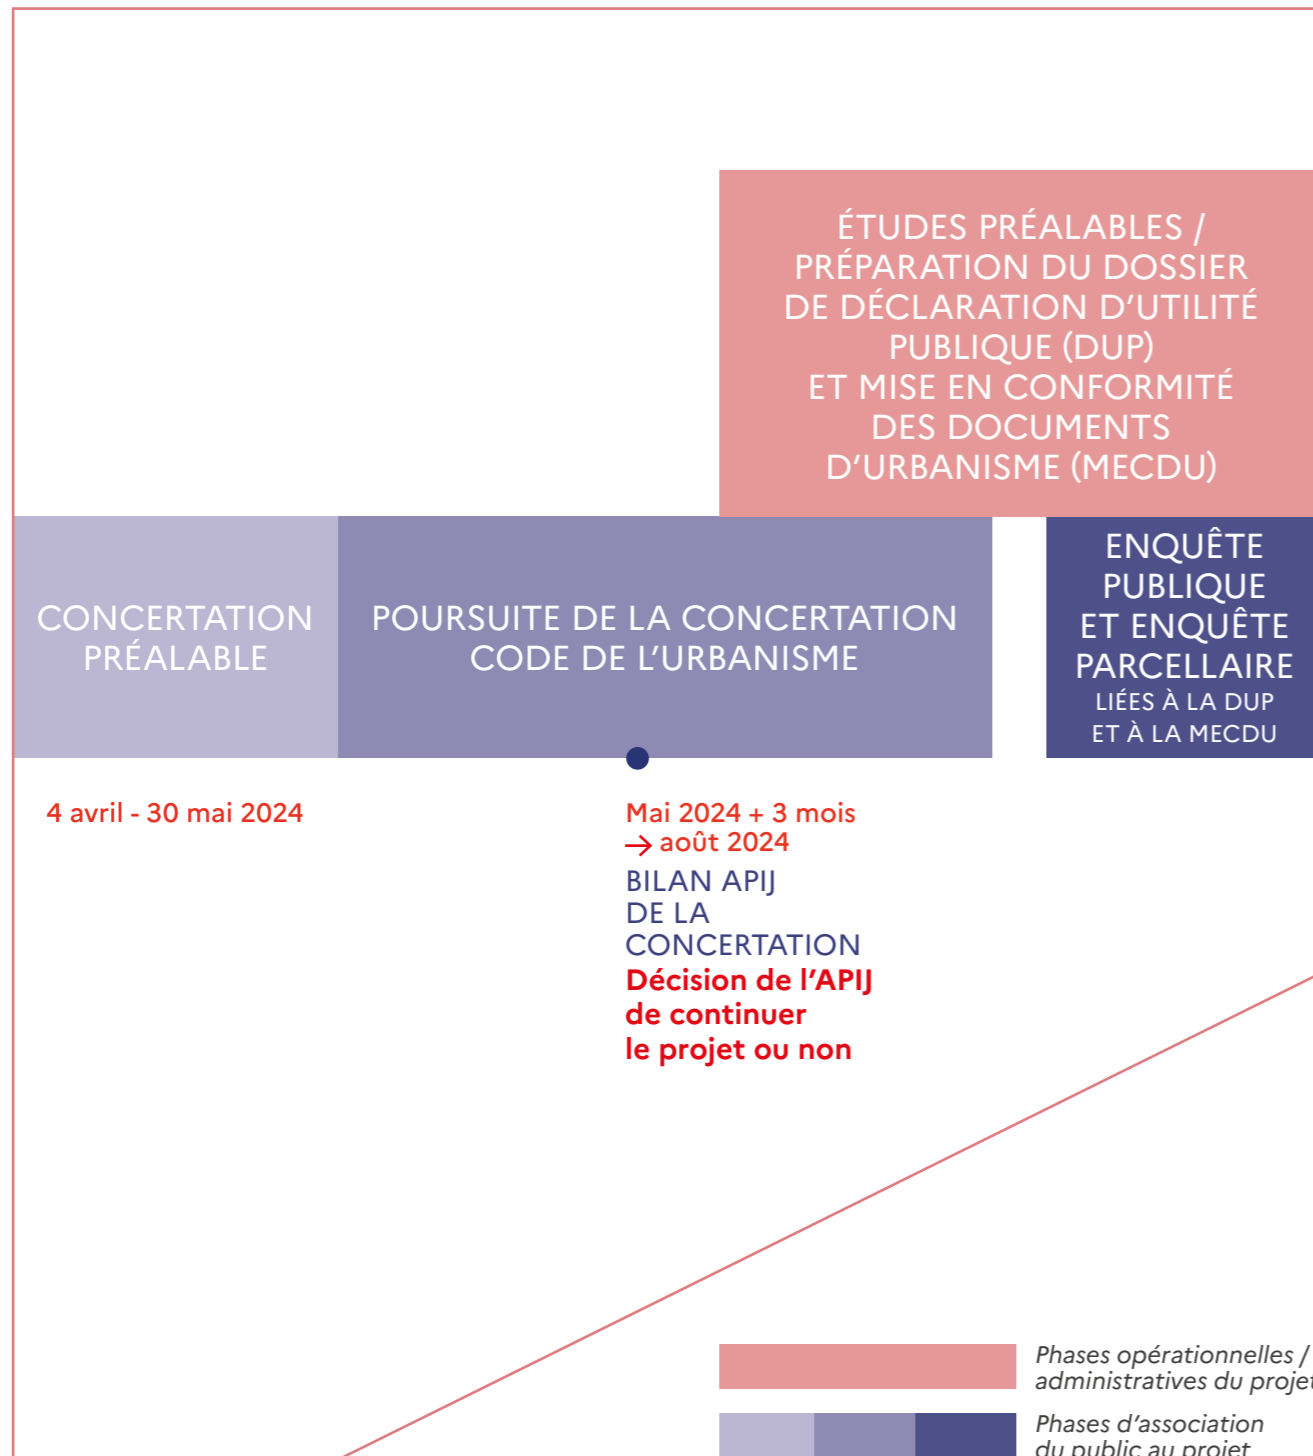 ÉTUDES PRÉALABLES /
PRÉPARATION DU DOSSIER
DE DÉCLARATION D'UTILITÉ
PUBLIQUE (DUP)
ET MISE EN CONFORMITÉ
DES DOCUMENTS
D'URBANISME (MECDU)
CONCERTATION
PRÉALABLE
POURSUITE DE LA CONCERTATION
CODE DE L'URBANISME
ENQUÊTE
PUBLIQUE
ET ENQUÊTE
PARCELLAIRE
LIÉES À LA DUP
ET À LA MECDU
4 avril - 30 mai 2024
Mai 2024 + 3 mois
→ août 2024
BILAN APIJ
DE LA
CONCERTATION
Décision de l'APIJ
de continuer
le projet ou non
Phases opérationnelles /
administratives du projet
Phases d'association
du public au projet